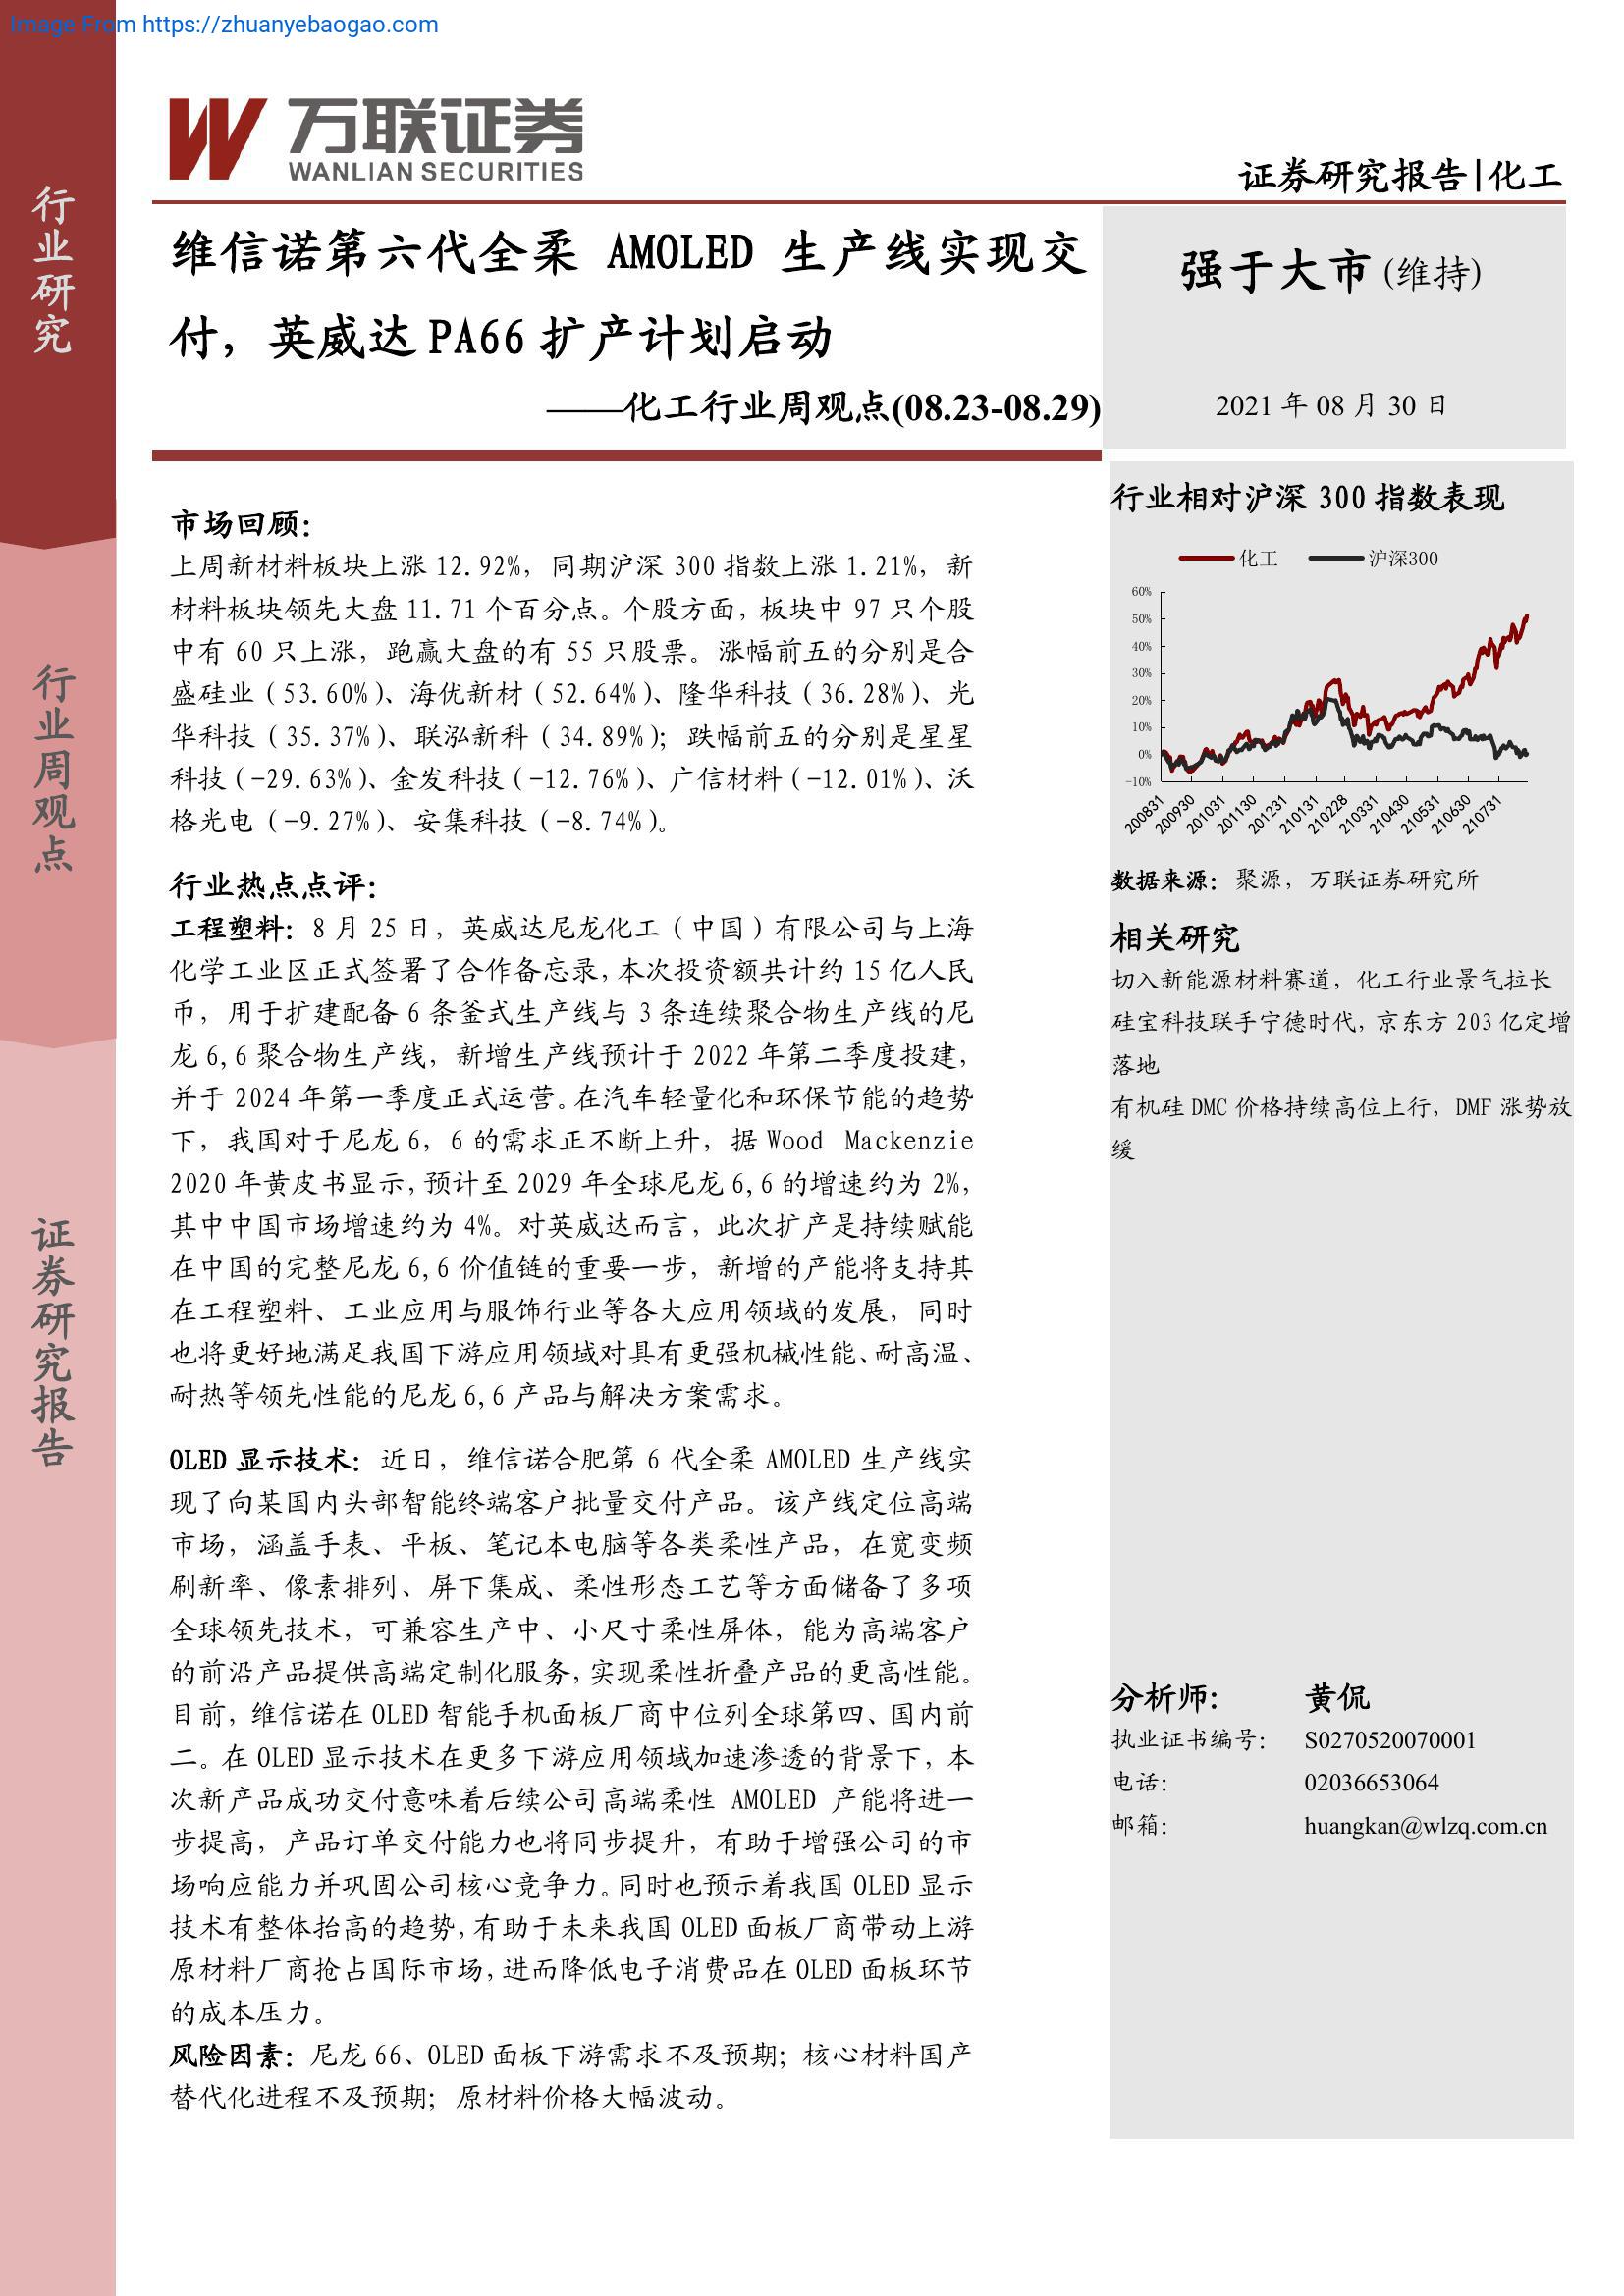 Image From https://zhuanyebaogao.com
万联证券
WANLIAN SECURITIES
证券研究报告|化工
行业研究
行业周观点
证券研究报告
维信诺第六代全柔 AMOLED 生产线实现交
付，英威达 PA66 扩产计划启动
——化工行业周观点(08.23-08.29)
强于大市(维持)
2021 年 08 月 30 日
市场回顾：
上周新材料板块上涨 12.92%，同期沪深 300 指数上涨 1.21%，新
材料板块领先大盘 11.71 个百分点。个股方面，板块中 97 只个股
中有 60 只上涨，跑赢大盘的有 55 只股票。涨幅前五的分别是合
盛硅业（53.60%）、海优新材（52.64%）、隆华科技（36.28%）、光
华科技（35.37%）、联泓新科（34.89%）；跌幅前五的分别是星星
科技（-29.63%）、金发科技（-12.76%）、广信材料（-12.01%）、沃
格光电（-9.27%）、安集科技（-8.74%）。
行业热点点评：
工程塑料：8 月 25 日，英威达尼龙化工（中国）有限公司与上海
化学工业区正式签署了合作备忘录，本次投资额共计约 15 亿人民
币，用于扩建配备 6 条釜式生产线与 3 条连续聚合物生产线的尼
龙 6,6 聚合物生产线，新增生产线预计于 2022 年第二季度投建，
并于 2024 年第一季度正式运营。在汽车轻量化和环保节能的趋势
下，我国对于尼龙 6，6 的需求正不断上升，据 Wood Mackenzie
2020 年黄皮书显示，预计至 2029 年全球尼龙 6,6 的增速约为 2%，
其中中国市场增速约为 4%。对英威达而言，此次扩产是持续赋能
在中国的完整尼龙 6,6 价值链的重要一步，新增的产能将支持其
在工程塑料、工业应用与服饰行业等各大应用领域的发展，同时
也将更好地满足我国下游应用领域对具有更强机械性能、耐高温、
耐热等领先性能的尼龙 6,6 产品与解决方案需求。
OLED 显示技术：近日，维信诺合肥第 6 代全柔 AMOLED 生产线实
现了向某国内头部智能终端客户批量交付产品。该产线定位高端
市场，涵盖手表、平板、笔记本电脑等各类柔性产品，在宽变频
刷新率、像素排列、屏下集成、柔性形态工艺等方面储备了多项
全球领先技术，可兼容生产中、小尺寸柔性屏体，能为高端客户
的前沿产品提供高端定制化服务，实现柔性折叠产品的更高性能。
目前，维信诺在 OLED 智能手机面板厂商中位列全球第四、国内前
二。在 OLED 显示技术在更多下游应用领域加速渗透的背景下，本
次新产品成功交付意味着后续公司高端柔性 AMOLED 产能将进一
步提高，产品订单交付能力也将同步提升，有助于增强公司的市
场响应能力并巩固公司核心竞争力。同时也预示着我国 OLED 显示
技术有整体抬高的趋势，有助于未来我国 OLED 面板厂商带动上游
原材料厂商抢占国际市场，进而降低电子消费品在 OLED 面板环节
的成本压力。
风险因素：尼龙 66、OLED 面板下游需求不及预期；核心材料国产
替代化进程不及预期；原材料价格大幅波动。
行业相对沪深 300 指数表现
化工 沪深300
60%
50%
40%
30%
20%
10%
0%
-10%
200831 200930 201031 201130 201231 210131 210228 210331 210430 210531 210630 210731
数据来源：聚源，万联证券研究所
相关研究
切入新能源材料赛道，化工行业景气拉长
硅宝科技联手宁德时代，京东方 203 亿定增
落地
有机硅 DMC 价格持续高位上行，DMF 涨势放
缓
分析师： 黄侃
执业证书编号： S0270520070001
电话： 02036653064
邮箱： huangkan@wlzq.com.cn